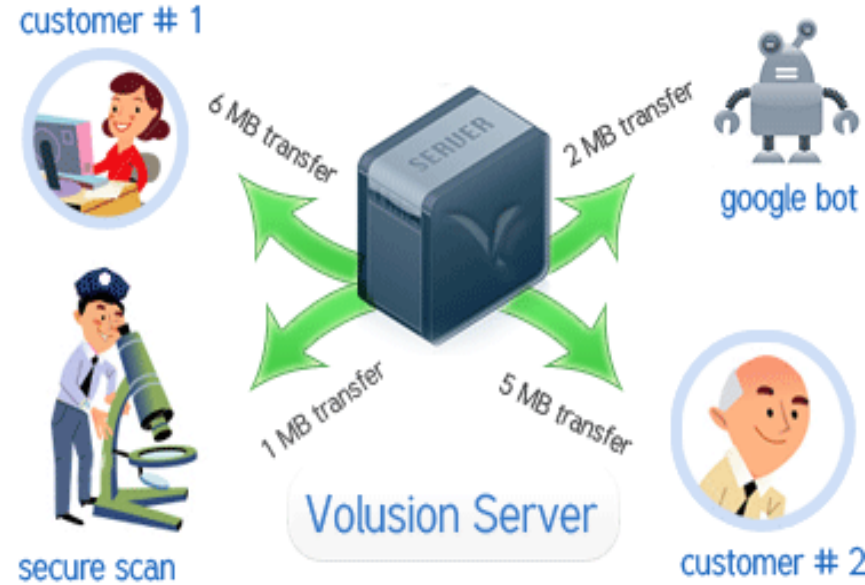 customer # 1
6 MB transfer
SERVER
2 MB transfer
google bot
1 MB transfer
5 MB transfer
Volusion Server
secure scan
customer # 2